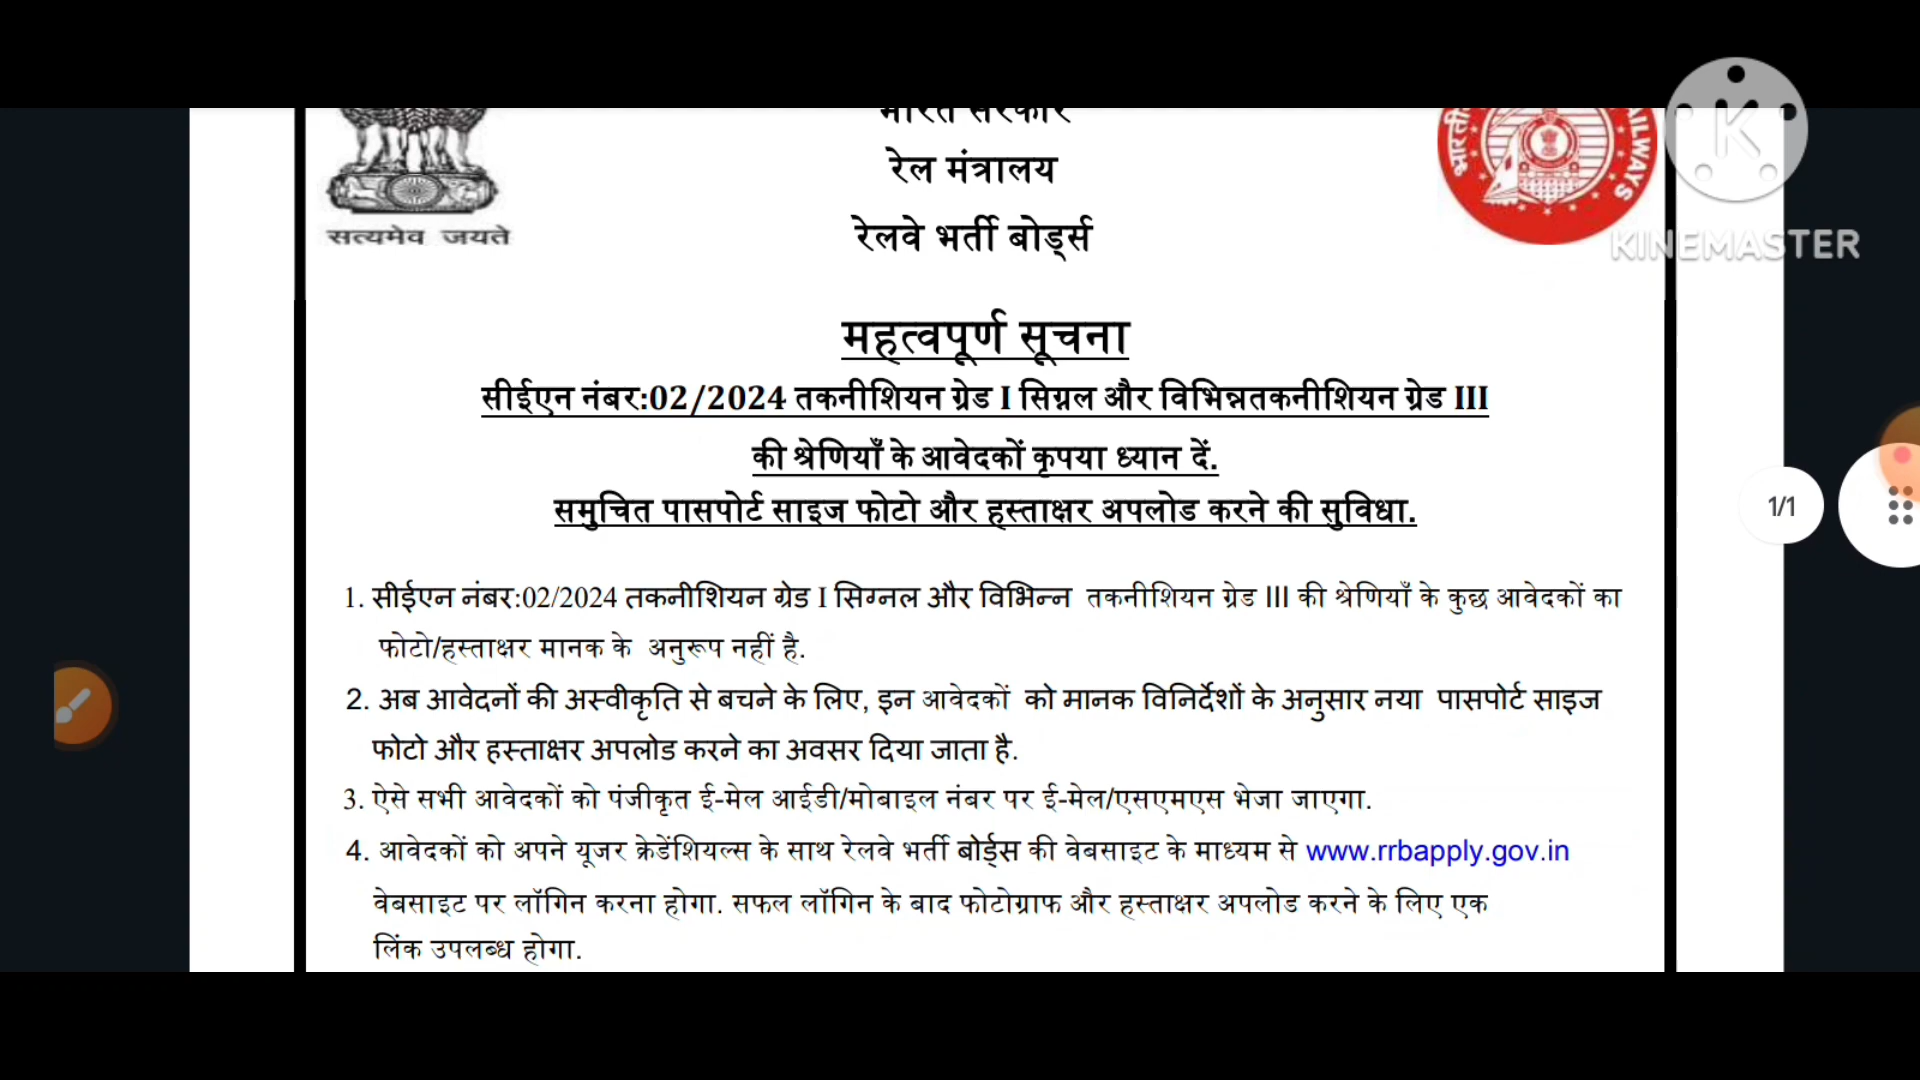 भारत सरकार
रेल मंत्रालय
रेलवे भर्ती बोर्ड्स
सत्यमेव जयते
KINEMASTER
महत्वपूर्ण सूचना
सीईएन नंबर:02/2024 तकनीशियन ग्रेड I सिग्नल और विभिन्नतकनीशियन ग्रेड III
की श्रेणियाँ के आवेदकों कृपया ध्यान दें.
समुचित पासपोर्ट साइज फोटो और हस्ताक्षर अपलोड करने की सुविधा.
1/1
1. सीईएन नंबर:02/2024 तकनीशियन ग्रेड I सिग्नल और विभिन्न तकनीशियन ग्रेड III की श्रेणियाँ के कुछ आवेदकों का
फोटो/हस्ताक्षर मानक के अनुरूप नहीं है.
2. अब आवेदनों की अस्वीकृति से बचने के लिए, इन आवेदकों को मानक विनिर्देशों के अनुसार नया पासपोर्ट साइज
फोटो और हस्ताक्षर अपलोड करने का अवसर दिया जाता है.
3. ऐसे सभी आवेदकों को पंजीकृत ई-मेल आईडी/मोबाइल नंबर पर ई-मेल/एसएमएस भेजा जाएगा.
4. आवेदकों को अपने यूजर क्रेडेंशियल्स के साथ रेलवे भर्ती बोर्ड्स की वेबसाइट के माध्यम से www.rrbapply.gov.in
वेबसाइट पर लॉगिन करना होगा. सफल लॉगिन के बाद फोटोग्राफ और हस्ताक्षर अपलोड करने के लिए एक
लिंक उपलब्ध होगा.